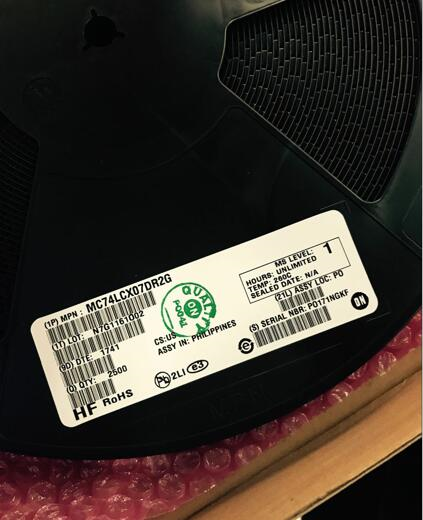 (1P) MPN: MC74LCX07DR2G
(1T) LOT: N7G1161002
(9D) DTE: 1741
(Q) QTY: 2500
HF RoHS
CS:US
ASSY IN: PHILIPPINES
Pb 2LI e3
QUALITY
ON
MS LEVEL: 1
HOURS: UNLIMITED
TEMP: 260C
SEALED DATE: N/A
(21L) ASSY LOC: PO
(S) SERIAL NBR: PO171NGKF
e
ON